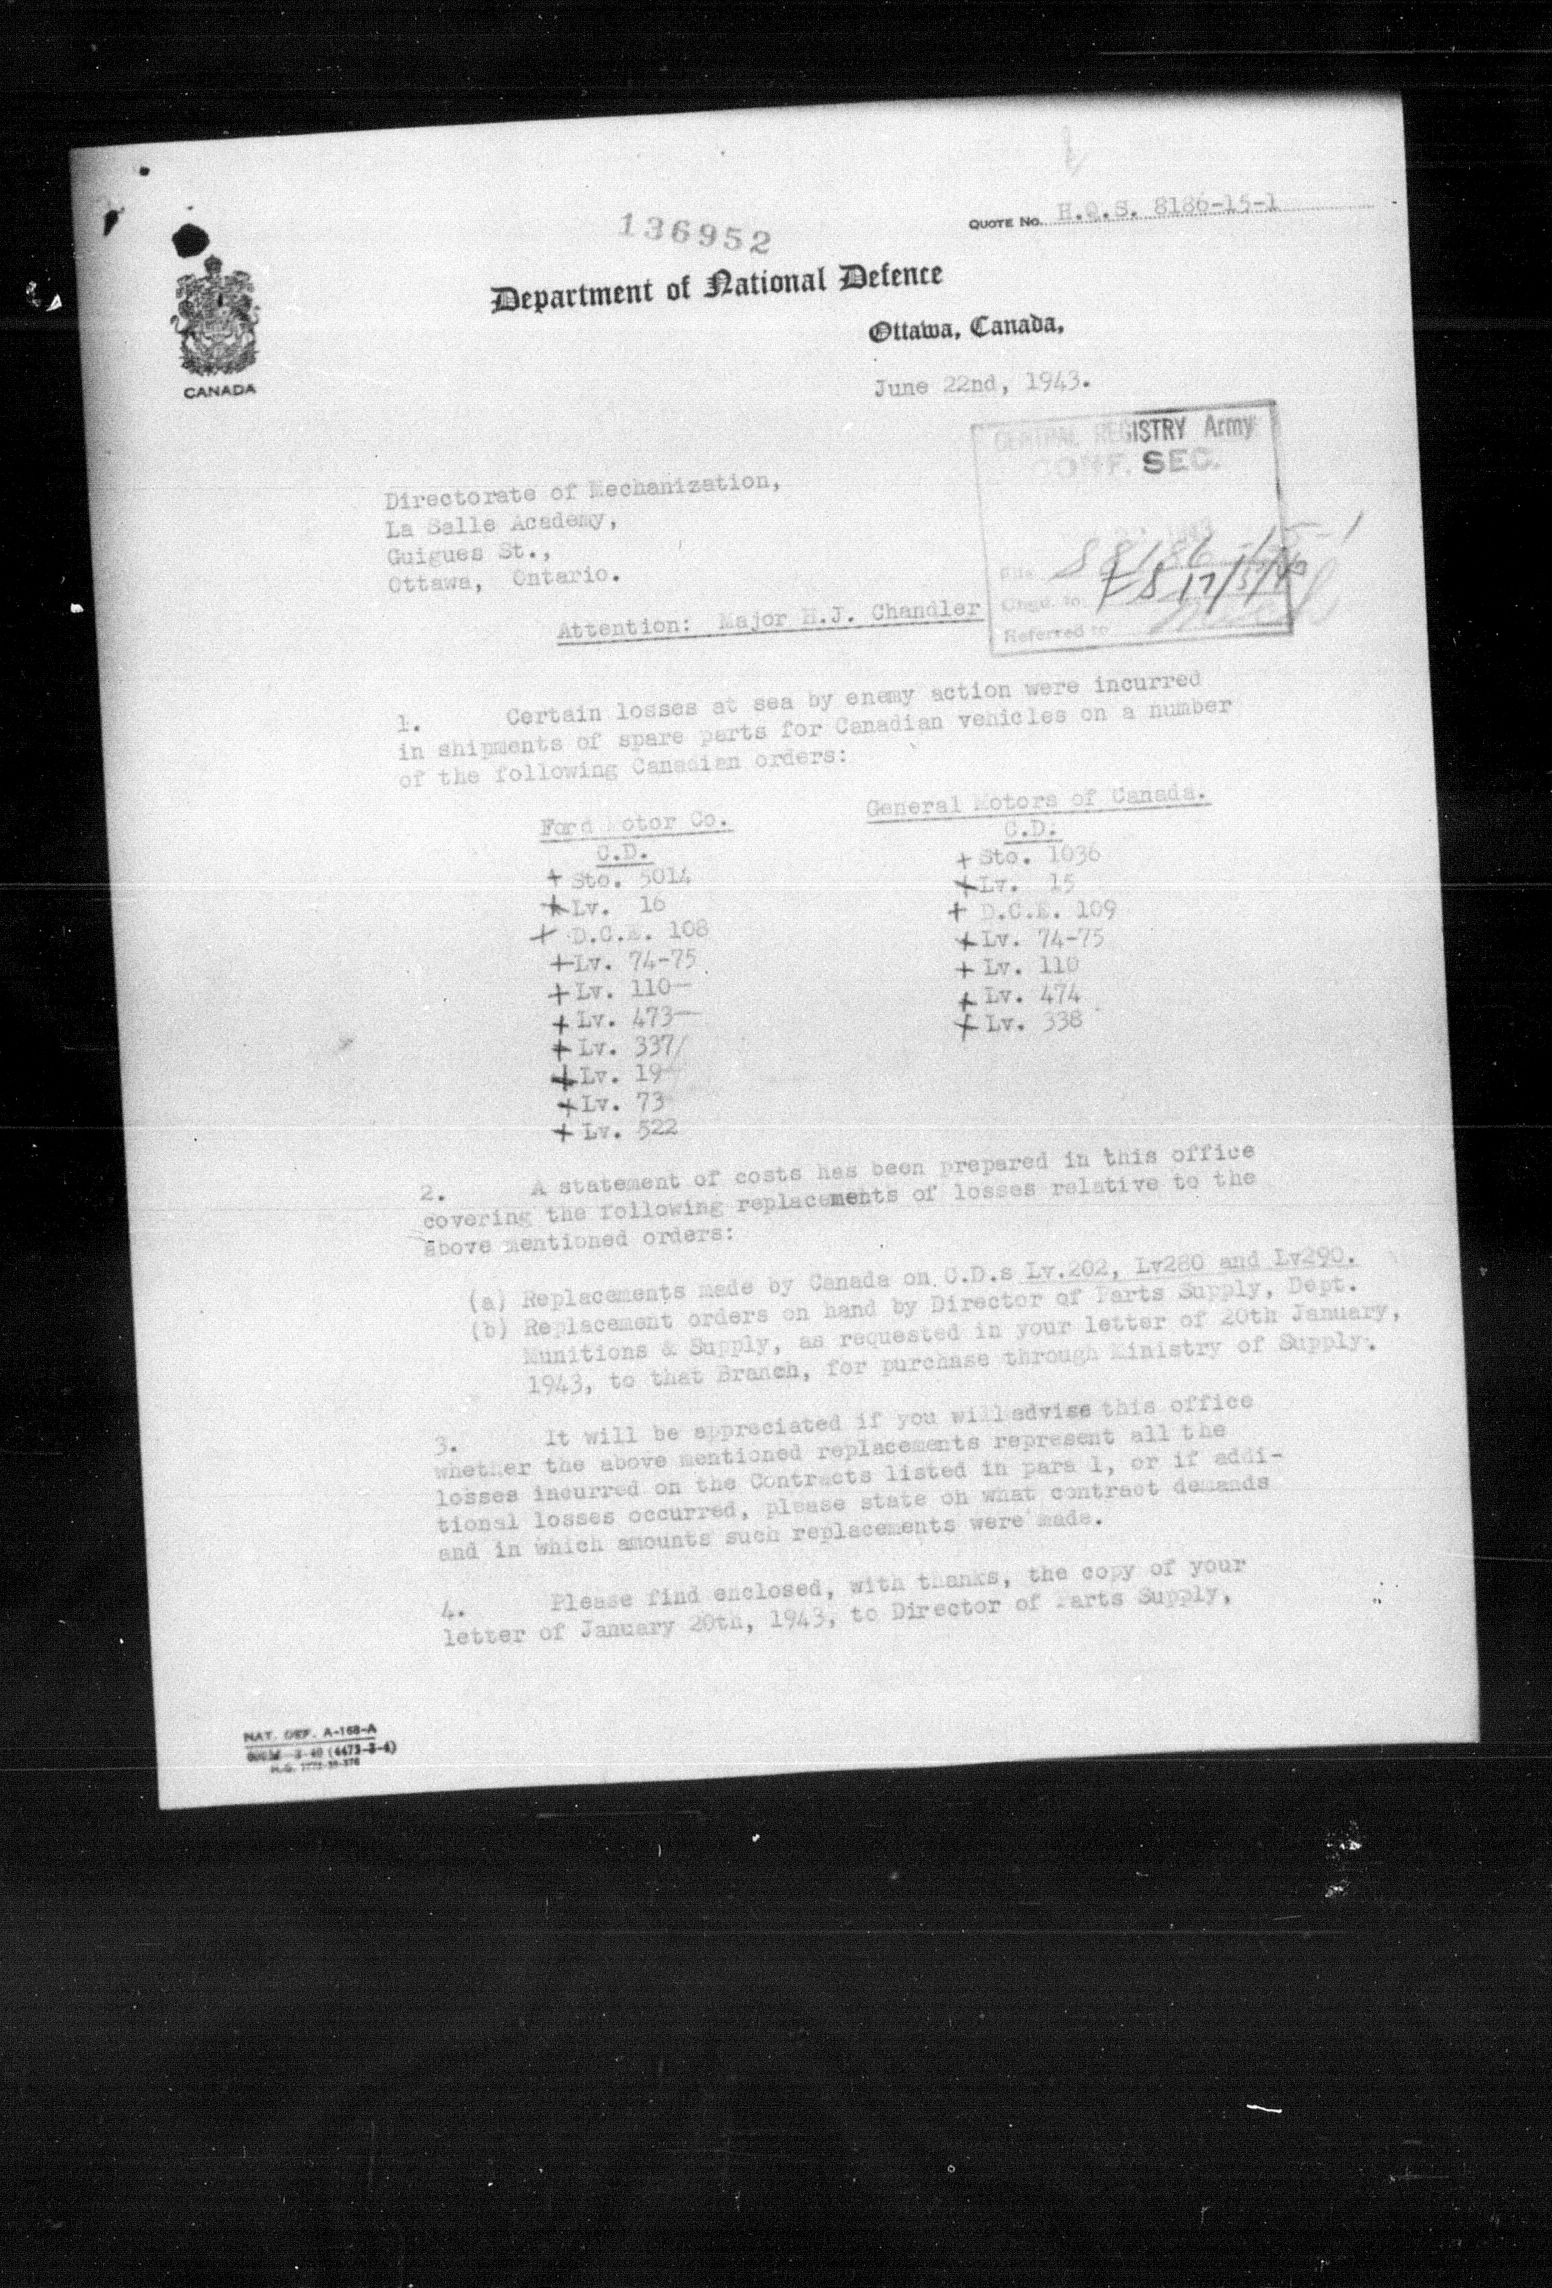 136952
QUOTE No. H.Q.S. 8186-15-1
Department of National Defence
Ottawa, Canada,
CANADA
June 22nd, 1943.
CENTRAL REGISTRY Army
CONF. SEC.
Directorate of Mechanization,
La Salle Academy,
Guigues St.,
Ottawa, Ontario.
File S 8186-15-1
Chgd. to
Referred to
Attention: Major H.J. Chandler
1. Certain losses at sea by enemy action were incurred
in shipments of spare parts for Canadian vehicles on a number
of the following Canadian orders:
Ford Motor Co.
C.D.
+ Sto. 5014
+ Lv. 16
+ D.C.E. 108
+ Lv. 74-75
+ Lv. 110-
+ Lv. 473-
+ Lv. 337/
+ Lv. 19
+ Lv. 73
+ Lv. 522
General Motors of Canada.
C.D.
+ Sto. 1036
+ Lv. 15
+ D.C.E. 109
+ Lv. 74-75
+ Lv. 110
+ Lv. 474
+ Lv. 338
2. A statement of costs has been prepared in this office
covering the following replacements of losses relative to the
above mentioned orders:
(a) Replacements made by Canada on C.D.s Lv.202, Lv280 and Lv290.
(b) Replacement orders on hand by Director of Parts Supply, Dept.
Munitions & Supply, as requested in your letter of 20th January,
1943, to that Branch, for purchase through Ministry of Supply.
3. It will be appreciated if you will advise this office
whether the above mentioned replacements represent all the
losses incurred on the Contracts listed in para 1, or if addi-
tional losses occurred, please state on what contract demands
and in which amounts such replacements were made.
4. Please find enclosed, with thanks, the copy of your
letter of January 20th, 1943, to Director of Parts Supply,
NAT. DEF. A-168-A
(4473-3-4)